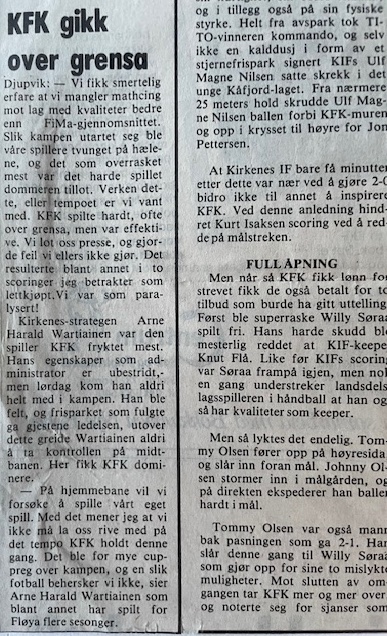 KFK gikk
over grensa
Djupvik: — Vi fikk smertelig
erfare at vi mangler mathcing
mot lag med kvaliteter bedre
enn FiMa-gjennomsnittet.
Slik kampen utartet seg ble
våre spillere tvunget på hæle-
ne, og det som overrasket
mest var det harde spillet
dommeren tillot. Verken det-
te, eller tempoet er vi vant
med. KFK spilte hardt, ofte
over grensa, men var effekti-
ve. Vi lot oss presse, og gjor-
de feil vi ellers ikke gjør. Det
resulterte blant annet i to
scoringer jeg betrakter som
lettkjøpt.Vi var som para-
lysert!
Kirkenes-strategen Arne
Harald Wartiainen var den
spiller KFK fryktet mest.
Hans egenskaper som ad-
ministrator er ubestridt,-
men lørdag kom han aldri
helt med i kampen. Han ble
felt, og frisparket som fulgte
ga gjestene ledelsen, utover
dette greide Wartiainen aldri
å ta kontrollen på midt-
banen. Her fikk KFK domi-
nere.
— På hjemmebane vil vi
forsøke å spille vårt eget
spill. Med det mener jeg at vi
ikke må la oss rive med på
det tempo KFK holdt denne
gang. Det ble for mye cup-
preg over kampen, og en slik
fotball behersker vi ikke, sier
Arne Harald Wartiainen som
blant annet har spilt for
Fløya flere sesonger.
og i tillegg også på sin fysiske
styrke. Helt fra avspark tok TI-
TO-vinneren kommando, og selv
ikke en kalddusj i form av et
stjernefrispark signert KIFs Ulf
Magne Nilsen satte skrekk i det
unge Kåfjord-laget. Fra nærmere
25 meters hold skrudde Ulf Mag-
ne Nilsen ballen forbi KFK-muren
og opp i krysset til høyre for Jon
Pettersen.
At Kirkenes IF bare få minutter
etter dette var nær ved å gjøre 2-0
bidro ikke til annet å inspirere
KFK. Ved denne anledning hind-
ret Kurt Isaksen scoring ved å red-
de på målstreken.
FULLÅPNING
Men når så KFK fikk lønn for
strevet fikk de også betalt for to
tilbud som burde ha gitt uttelling.
Først ble superraske Willy Søraa
spilt fri. Hans harde skudd ble
mesterlig reddet at KIF-keeper
Knut Flå. Like før KIFs scoring
var Søraa frampå igjen, men nok
en gang understreker landsdels-
lagsspilleren i håndball at han og-
så har kvaliteter som keeper.
Men så lyktes det endelig. Tom-
my Olsen fører opp på høyresida
og slår inn foran mål. Johnny Ol-
sen stormer inn i målgården, og
på direkten ekspederer han ballen
hardt i mål.
Tommy Olsen var også mann
bak pasningen som ga 2-1. Han
slår denne gang til Willy Søraa
som gjør opp for sine to mislykte
muligheter. Mot slutten av om-
gangen tar KFK mer og mer over
og noterte seg for sjanser som